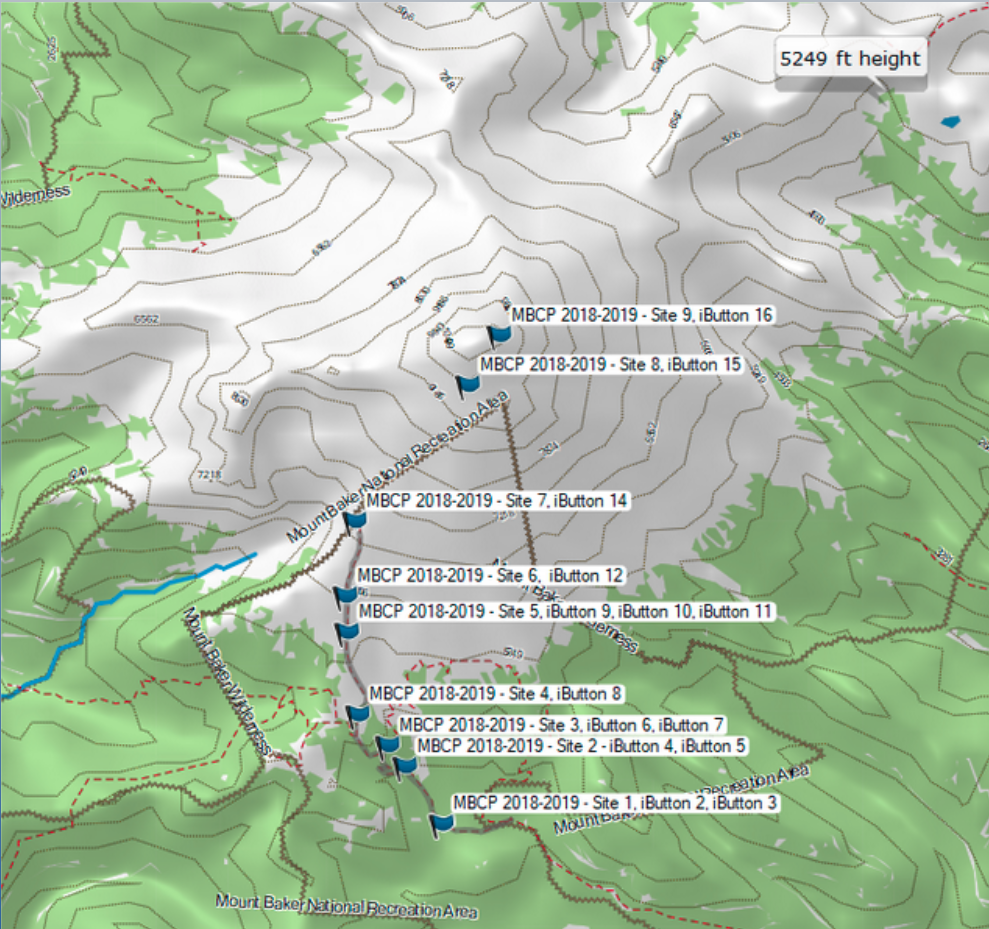 2625
5249 ft height
Wilderness
6562
MBCP 2018-2019 - Site 9, iButton 16
MBCP 2018-2019 - Site 8, iButton 15
Mount Baker National Recreation Area
7218
MBCP 2018-2019 - Site 7, iButton 14
MBCP 2018-2019 - Site 6, iButton 12
MBCP 2018-2019 - Site 5, iButton 9, iButton 10, iButton 11
Mount Baker Wilderness
MBCP 2018-2019 - Site 4, iButton 8
MBCP 2018-2019 - Site 3, iButton 6, iButton 7
MBCP 2018-2019 - Site 2 - iButton 4, iButton 5
MBCP 2018-2019 - Site 1, iButton 2, iButton 3
Recreation Area
Mount Baker National Recreation Area